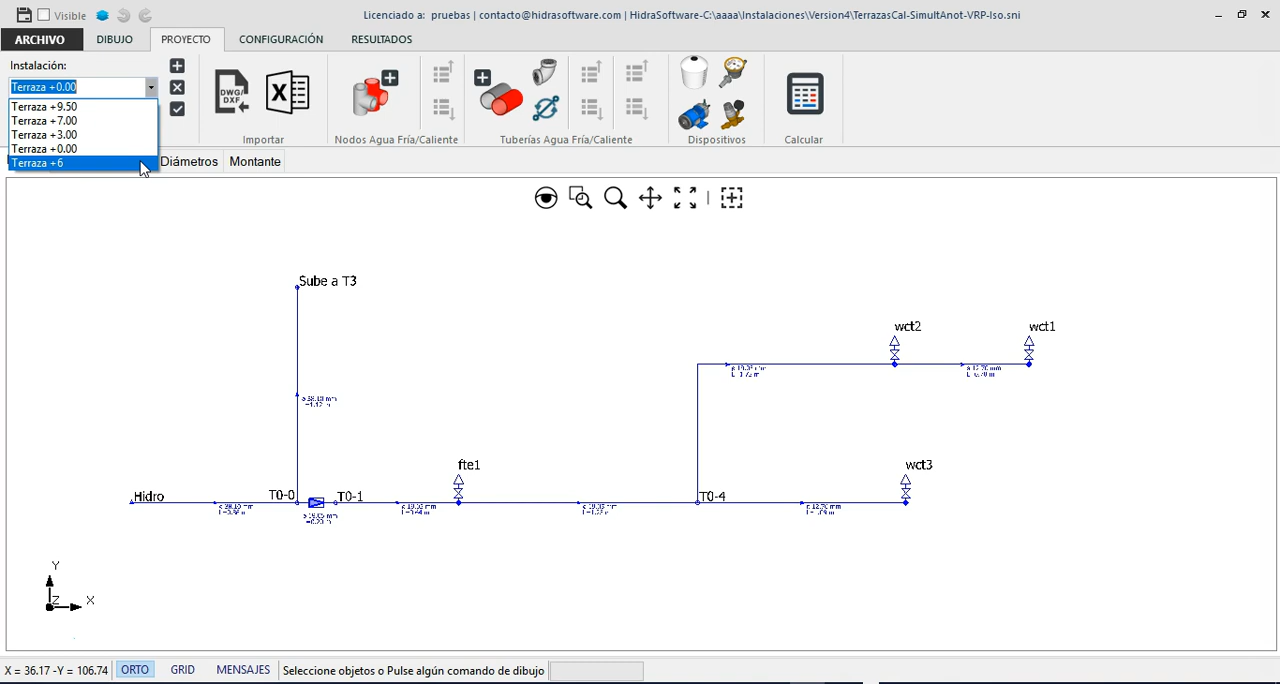 Visible
Licenciado a: pruebas | contacto@hidrasoftware.com | HidraSoftware-C:\aaaa\Instalaciones\Version4\TerrazasCal-SimultAnot-VRP-Iso.sni
ARCHIVO DIBUJO PROYECTO CONFIGURACIÓN RESULTADOS
Instalación:
Terraza +0.00
Terraza +9.50
Terraza +7.00
Terraza +3.00
Terraza +0.00
Terraza +6
DWG/
DXF
Importar Nodos Agua Fría/Caliente Tuberías Agua Fría/Caliente Dispositivos Calcular
Diámetros Montante
Sube a T3
wct2 wct1
fte1 wct3
Hidro T0-0 T0-1 T0-4
Y
Z X
X = 36.17 -Y = 106.74 ORTO GRID MENSAJES Seleccione objetos o Pulse algún comando de dibujo